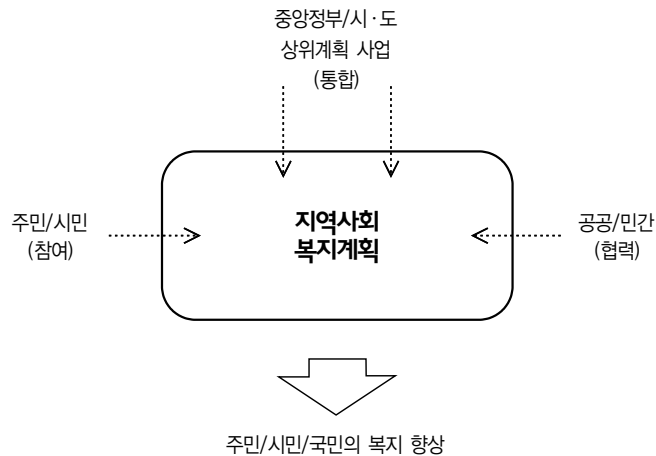 중앙정부/시·도
상위계획 사업
(통합)
주민/시민
(참여)
지역사회
복지계획
공공/민간
(협력)
주민/시민/국민의 복지 향상